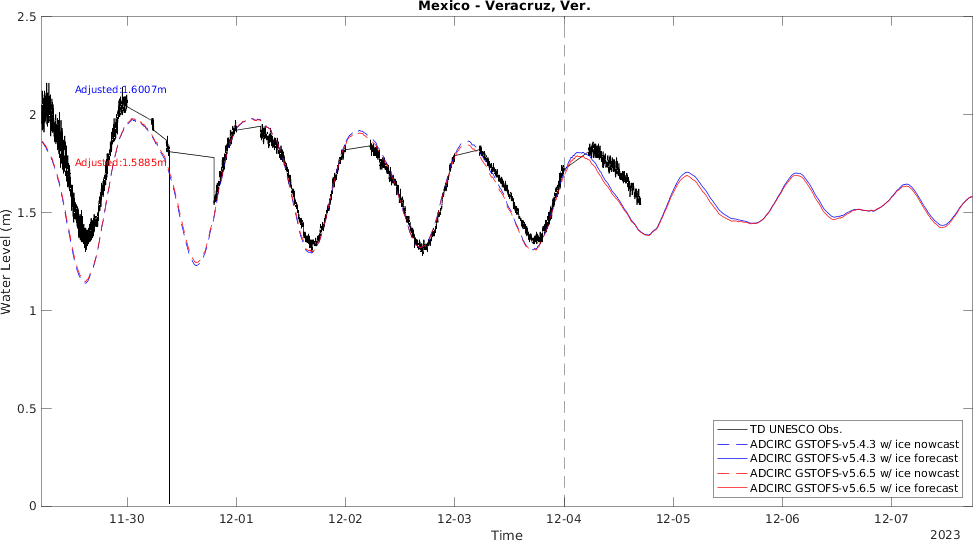 Mexico - Veracruz, Ver.
2.5
2
1.5
1
0.5
0
Water Level (m)
Adjusted:1.6007m
Adjusted:1.5885m
TD UNESCO Obs.
ADCIRC GSTOFS-v5.4.3 w/ ice nowcast
ADCIRC GSTOFS-v5.4.3 w/ ice forecast
ADCIRC GSTOFS-v5.6.5 w/ ice nowcast
ADCIRC GSTOFS-v5.6.5 w/ ice forecast
11-30 12-01 12-02 12-03 12-04 12-05 12-06 12-07
Time
2023